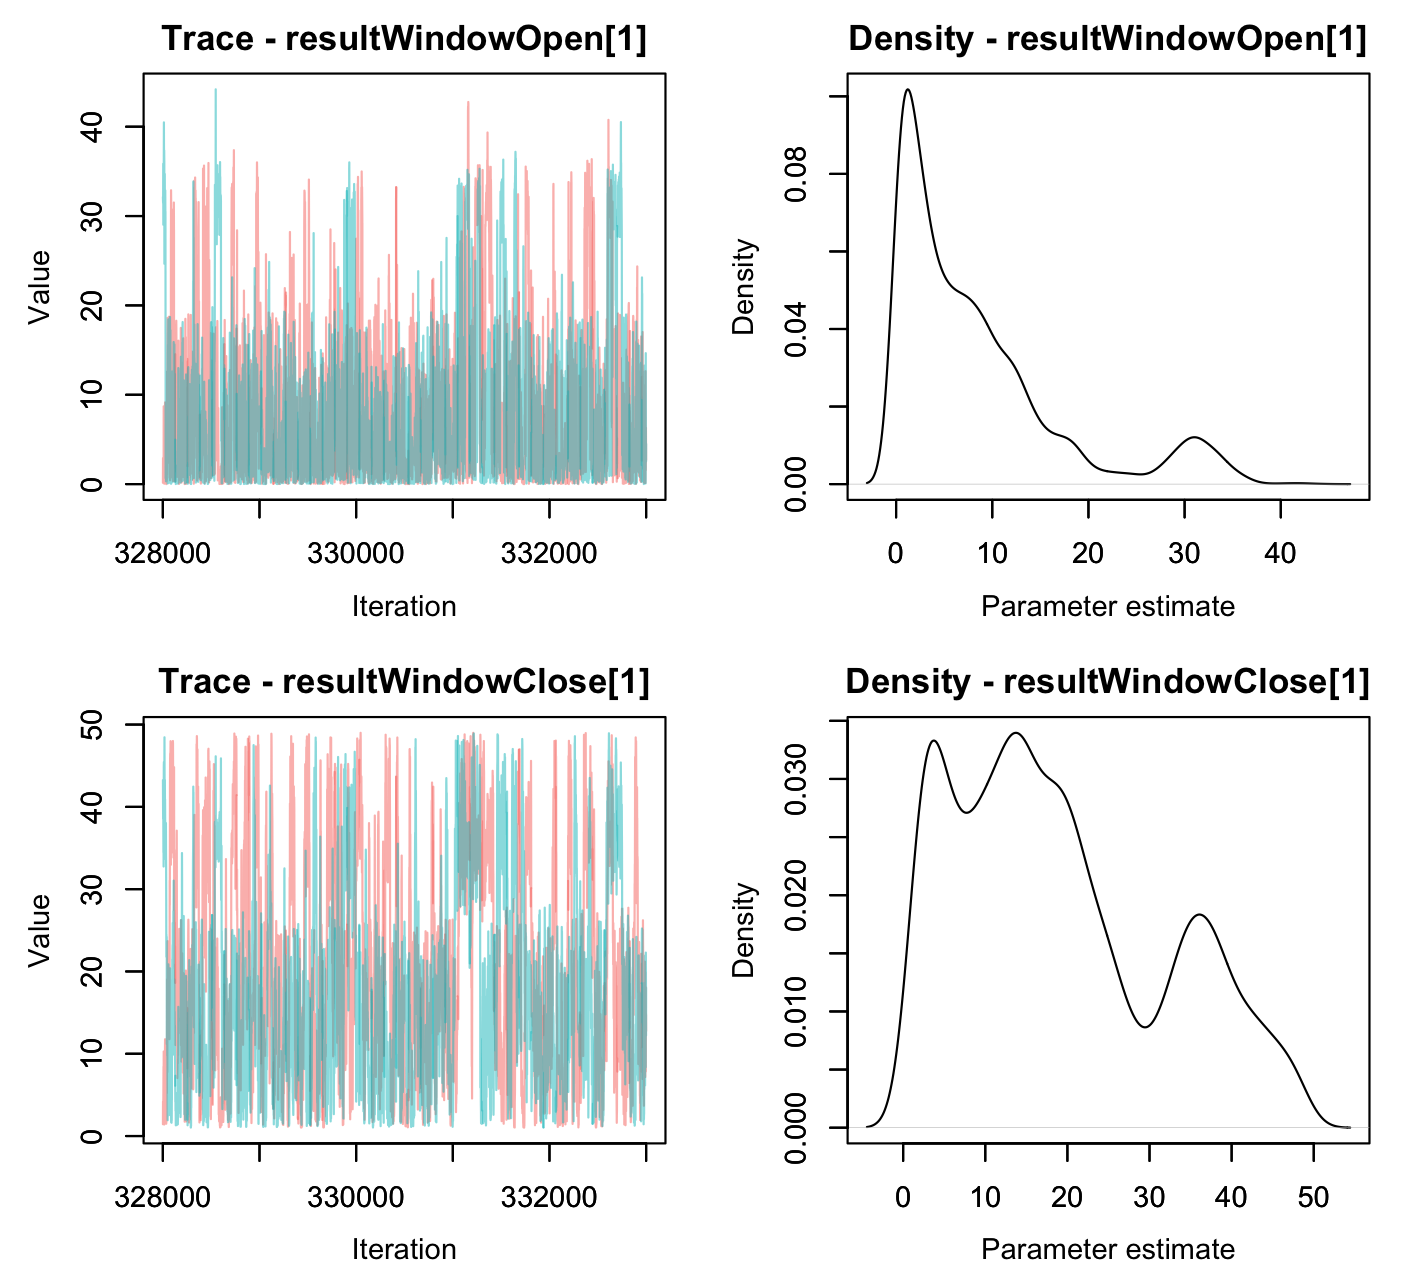 Trace - resultWindowOpen[1]
Value
0
10
20
30
40
328000
330000
332000
Iteration
Density - resultWindowOpen[1]
Density
0.00
0.04
0.08
0
10
20
30
40
Parameter estimate
Trace - resultWindowClose[1]
Value
0
10
20
30
40
50
328000
330000
332000
Iteration
Density - resultWindowClose[1]
Density
0.000
0.010
0.020
0.030
0
10
20
30
40
50
Parameter estimate